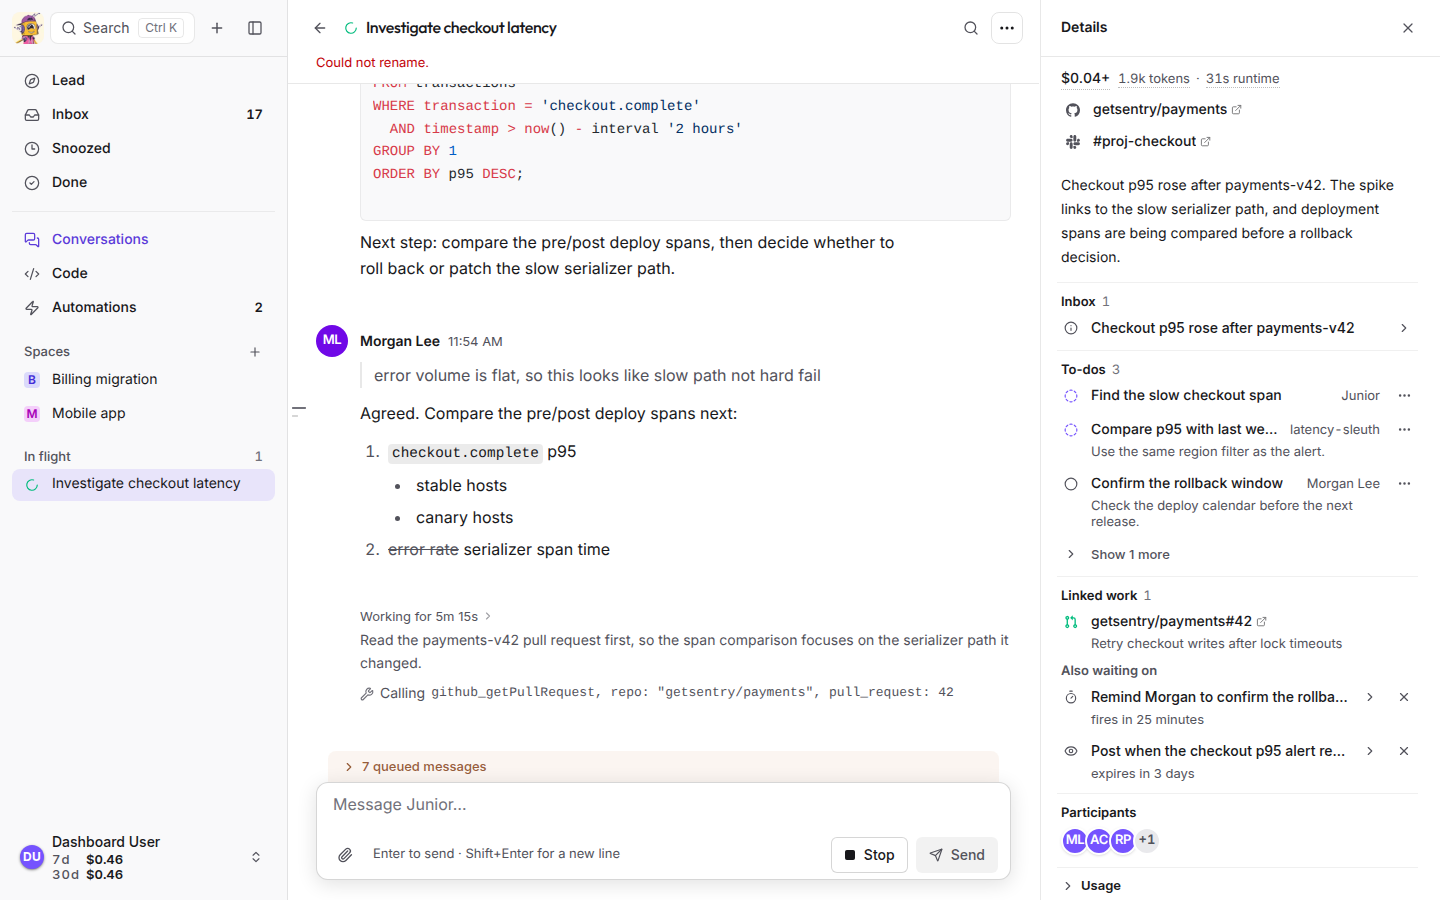 Search Ctrl K
Lead
Inbox 17
Snoozed
Done
Conversations
Code
Automations 2
Spaces
B Billing migration
M Mobile app
In flight 1
Investigate checkout latency
DU Dashboard User
7d $0.46
30d $0.46
Investigate checkout latency
Could not rename.
FROM transactions
WHERE transaction = 'checkout.complete'
AND timestamp > now() - interval '2 hours'
GROUP BY 1
ORDER BY p95 DESC;
Next step: compare the pre/post deploy spans, then decide whether to
roll back or patch the slow serializer path.
ML Morgan Lee 11:54 AM
error volume is flat, so this looks like slow path not hard fail
Agreed. Compare the pre/post deploy spans next:
1. checkout.complete p95
• stable hosts
• canary hosts
2. error rate serializer span time
Working for 5m 15s
Read the payments-v42 pull request first, so the span comparison focuses on the serializer path it
changed.
Calling github_getPullRequest, repo: "getsentry/payments", pull_request: 42
7 queued messages
Message Junior...
Enter to send · Shift+Enter for a new line
Stop
Send
Details
$0.04+ 1.9k tokens · 31s runtime
getsentry/payments
#proj-checkout
Checkout p95 rose after payments-v42. The spike
links to the slow serializer path, and deployment
spans are being compared before a rollback
decision.
Inbox 1
Checkout p95 rose after payments-v42
To-dos 3
Find the slow checkout span Junior
Compare p95 with last we... latency-sleuth
Use the same region filter as the alert.
Confirm the rollback window Morgan Lee
Check the deploy calendar before the next
release.
Show 1 more
Linked work 1
getsentry/payments#42
Retry checkout writes after lock timeouts
Also waiting on
Remind Morgan to confirm the rollba...
fires in 25 minutes
Post when the checkout p95 alert re...
expires in 3 days
Participants
ML AC RP +1
Usage